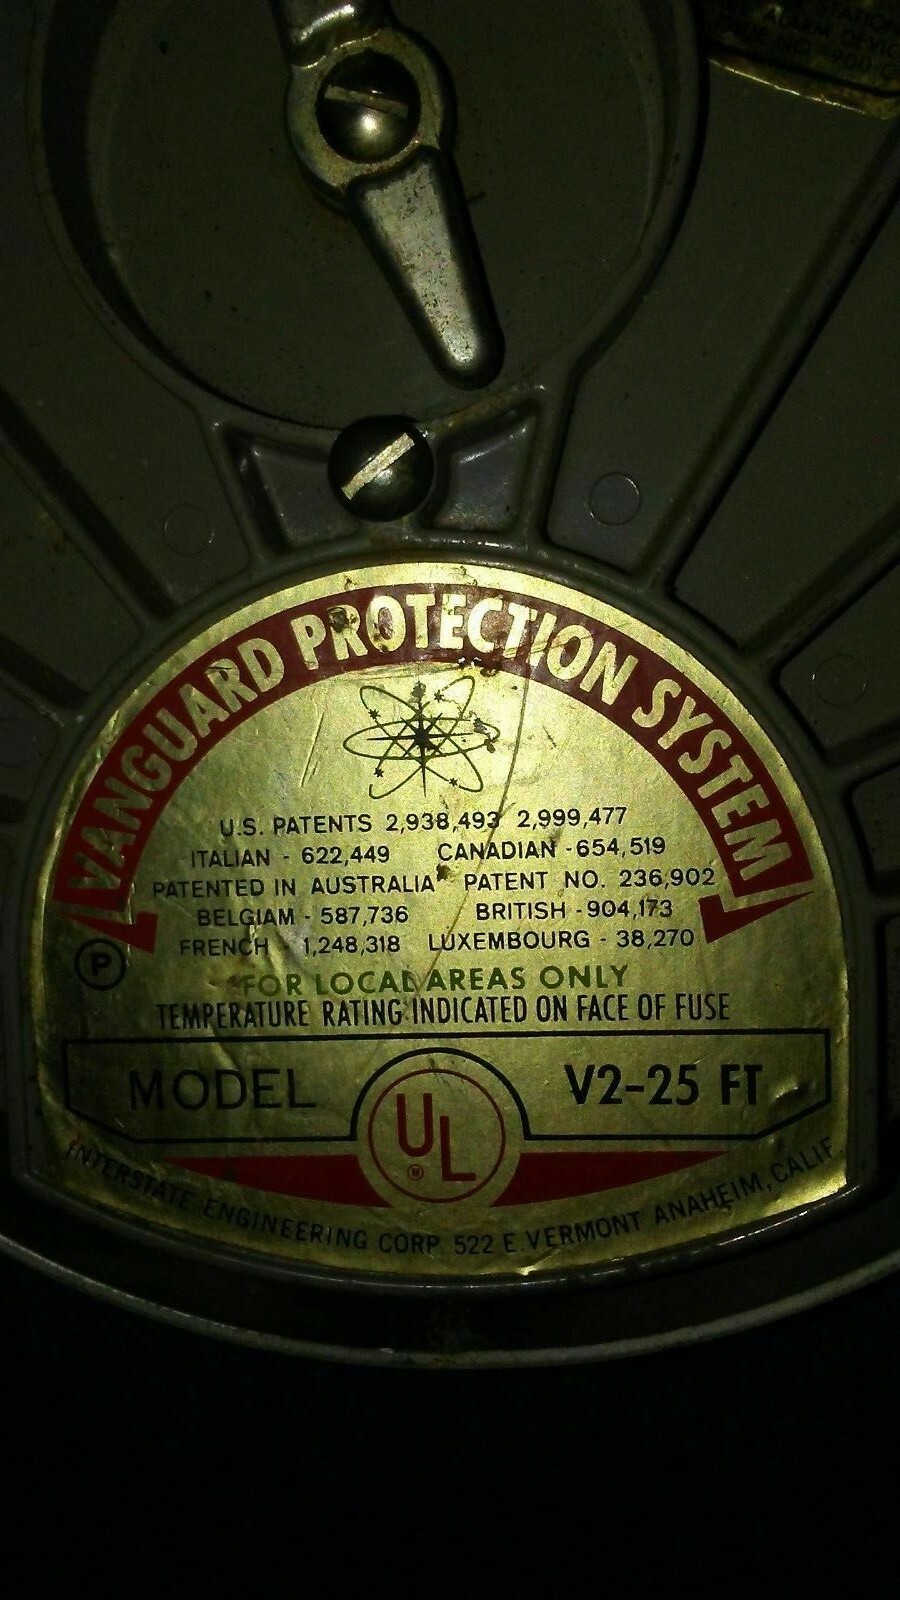 STATION
ALARM DEVIC
VANGUARD PROTECTION SYSTEM
U.S. PATENTS 2,938,493 2,999,477
ITALIAN - 622,449 CANADIAN - 654,519
PATENTED IN AUSTRALIA PATENT NO. 236,902
BELGIAM - 587,736 BRITISH - 904,173
FRENCH - 1,248,318 LUXEMBOURG - 38,270
P
FOR LOCAL AREAS ONLY
TEMPERATURE RATING INDICATED ON FACE OF FUSE
MODEL UL V2-25 FT
INTERSTATE ENGINEERING CORP. 522 E. VERMONT ANAHEIM, CALIF